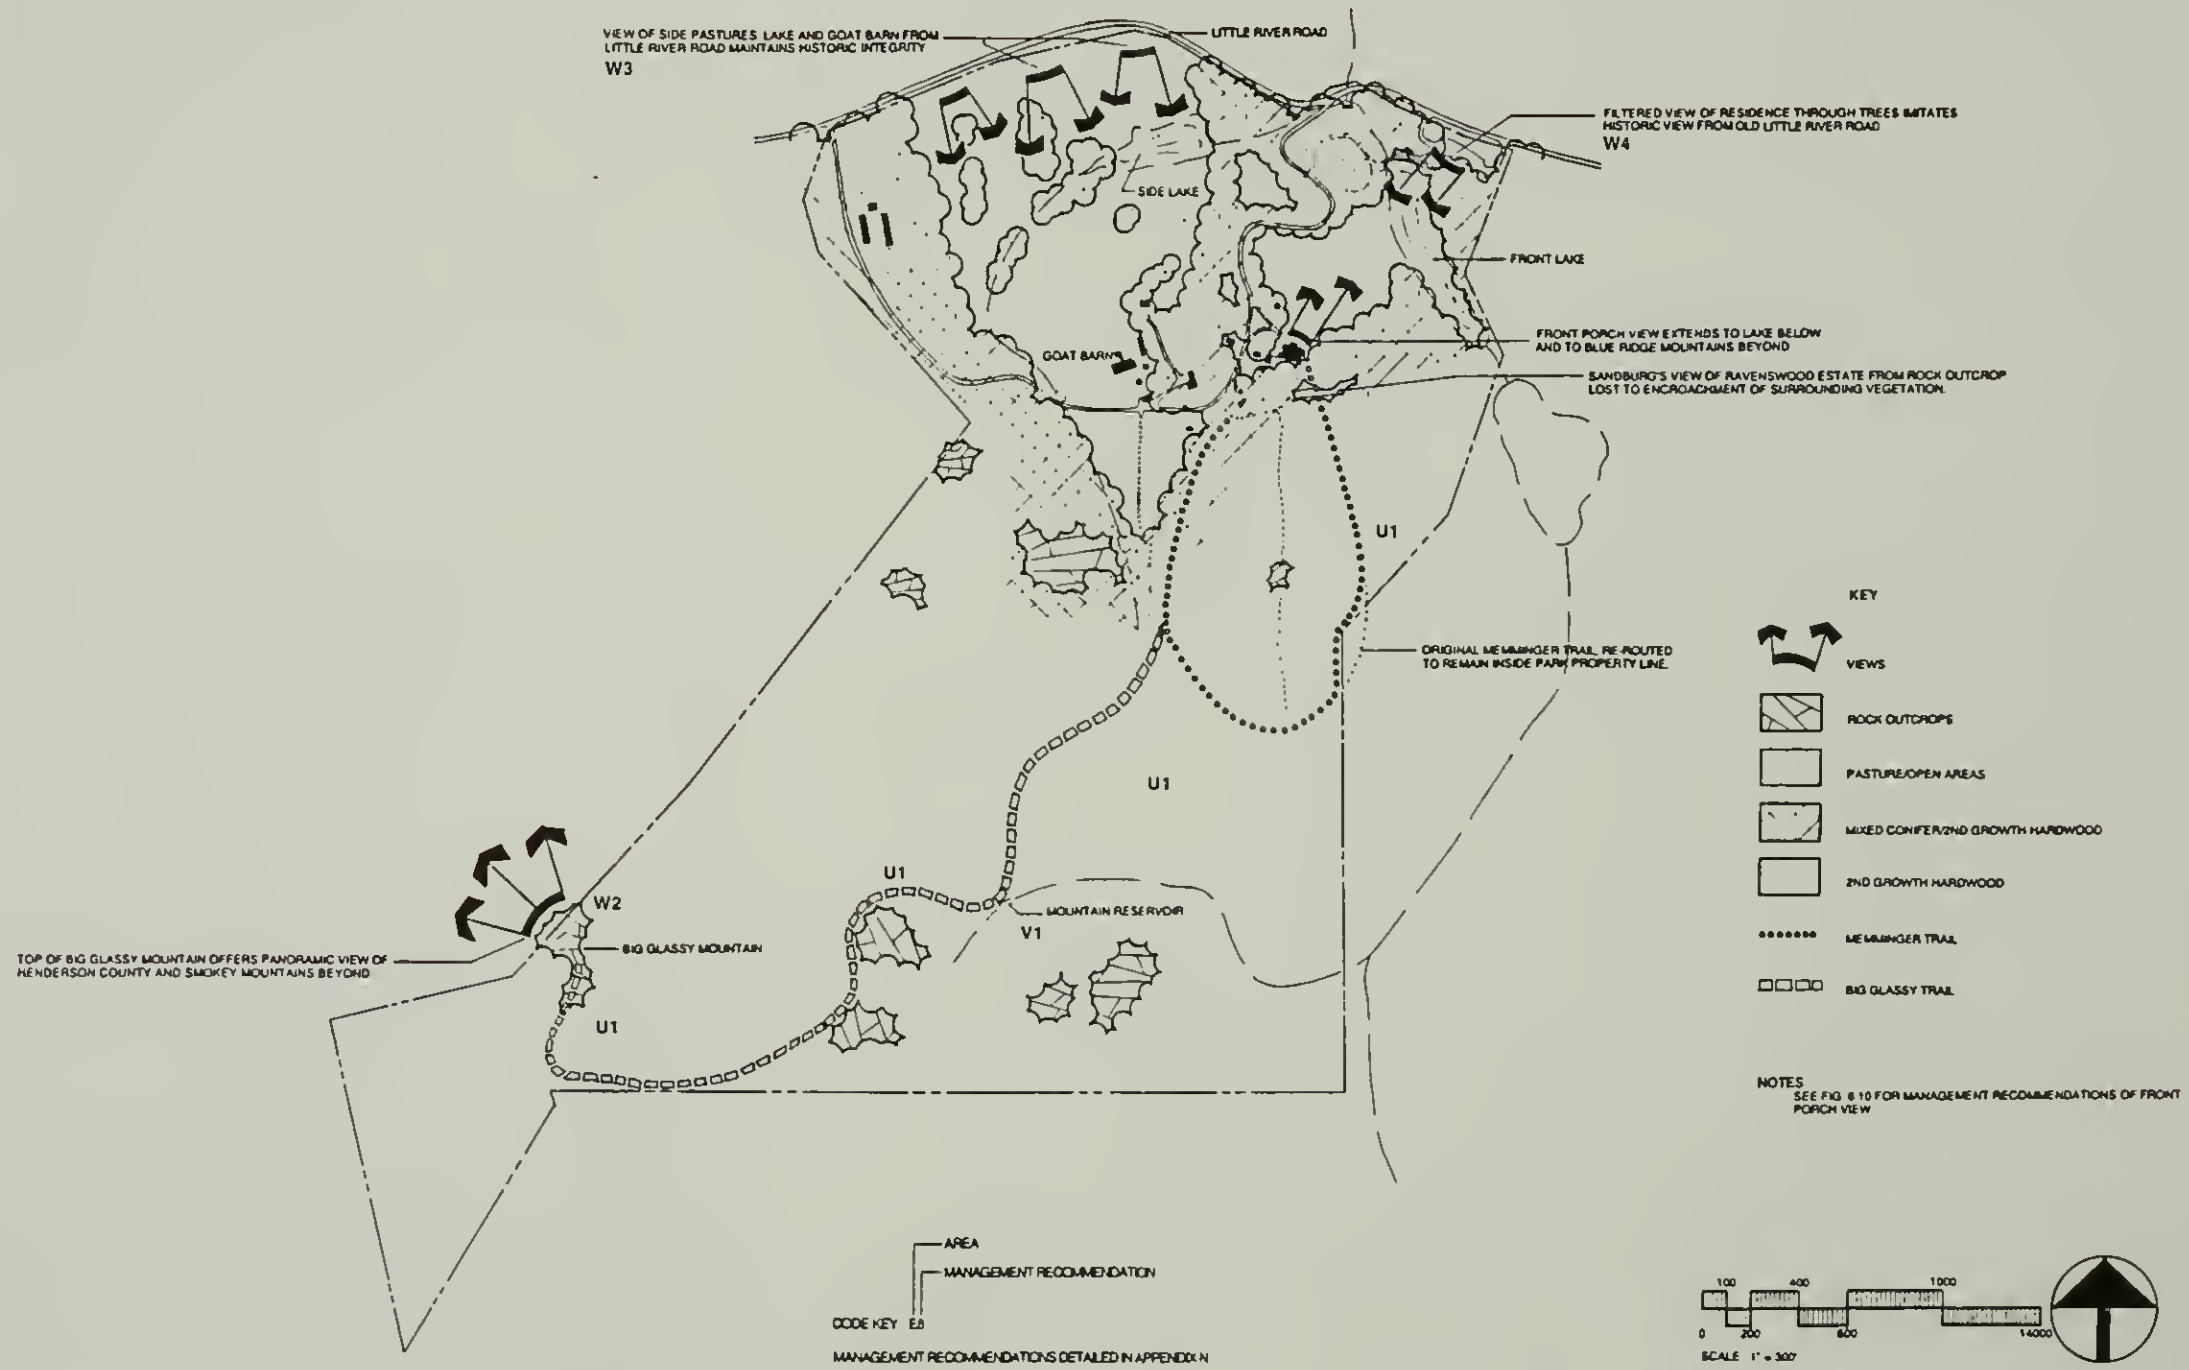 VIEW OF SIDE PASTURES, LAKE AND GOAT BARN FROM
LITTLE RIVER ROAD MAINTAINS HISTORIC INTEGRITY
W3
LITTLE RIVER ROAD
FILTERED VIEW OF RESIDENCE THROUGH TREES IMITATES
HISTORIC VIEW FROM OLD LITTLE RIVER ROAD
W4
SIDE LAKE
FRONT LAKE
FRONT PORCH VIEW EXTENDS TO LAKE BELOW
AND TO BLUE RIDGE MOUNTAINS BEYOND
GOAT BARN
SANDBURG'S VIEW OF RAVENSWOOD ESTATE FROM ROCK OUTCROP
LOST TO ENCROACHMENT OF SURROUNDING VEGETATION.
U1
ORIGINAL MEMMINGER TRAIL RE-ROUTED
TO REMAIN INSIDE PARK PROPERTY LINE.
U1
U1
MOUNTAIN RESERVOIR
V1
W2
BIG GLASSY MOUNTAIN
TOP OF BIG GLASSY MOUNTAIN OFFERS PANORAMIC VIEW OF
HENDERSON COUNTY AND SMOKEY MOUNTAINS BEYOND
U1
KEY
VIEWS
ROCK OUTCROPS
PASTURE/OPEN AREAS
MIXED CONIFER/2ND GROWTH HARDWOOD
2ND GROWTH HARDWOOD
MEMMINGER TRAIL
BIG GLASSY TRAIL
NOTES
SEE FIG. 6.10 FOR MANAGEMENT RECOMMENDATIONS OF FRONT
PORCH VIEW
AREA
MANAGEMENT RECOMMENDATION
CODE KEY
MANAGEMENT RECOMMENDATIONS DETAILED IN APPENDIX N
100 400 1000
0 200 600 14000
SCALE 1" = 300'